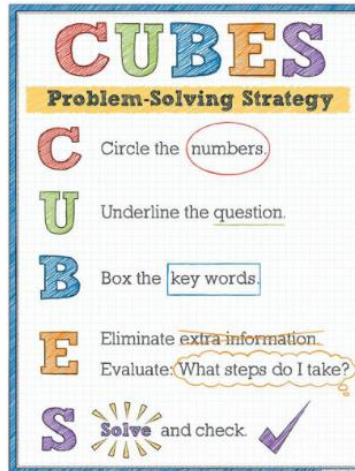 CUBES
Problem-Solving Strategy
C Circle the numbers.
U Underline the question.
B Box the key words.
E Eliminate extra information.
Evaluate: What steps do I take?
S Solve and check.